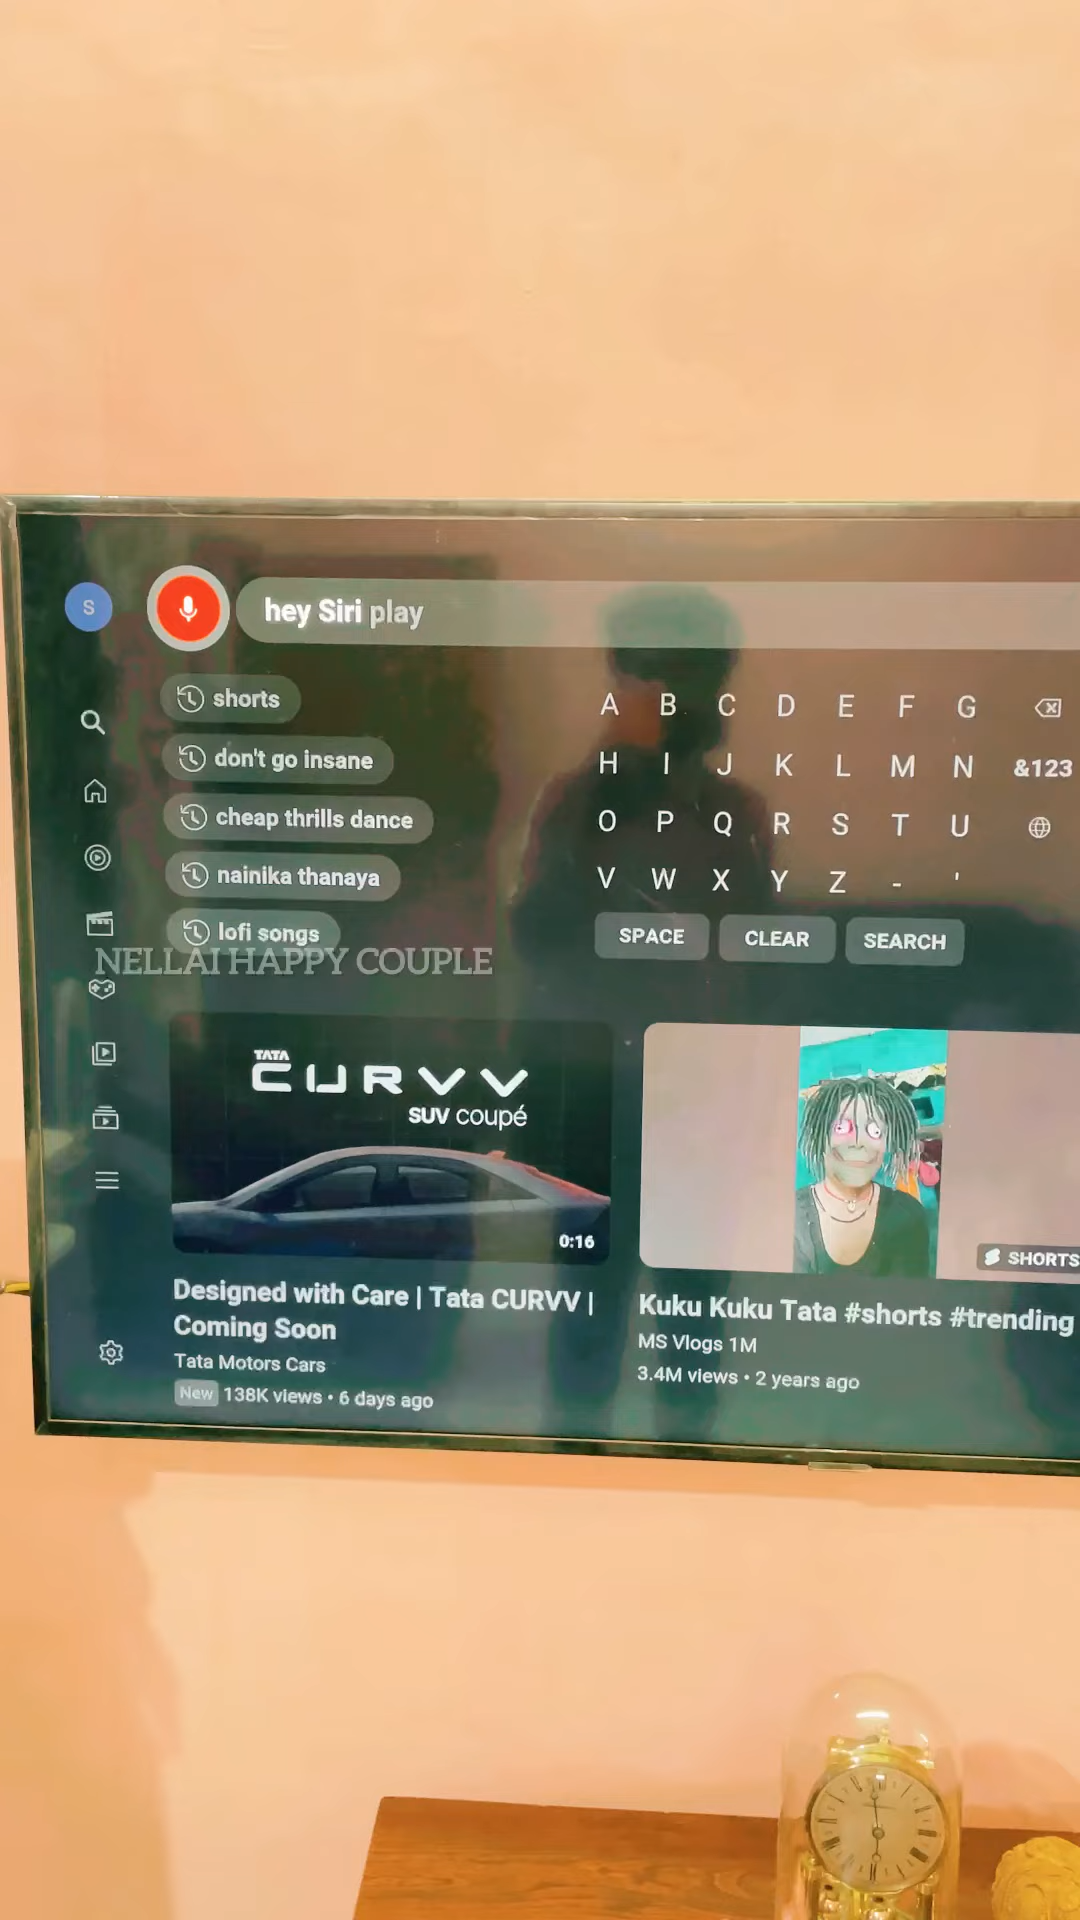 S
hey Siri play
shorts
don't go insane
cheap thrills dance
nainika thanaya
lofi songs
A B C D E F G
H I J K L M N &123
O P Q R S T U
V W X Y Z - '
SPACE CLEAR SEARCH
NELLAI HAPPY COUPLE
TATA
CURVV
SUV coupé
0:16
SHORTS
Designed with Care | Tata CURVV |
Coming Soon
Tata Motors Cars
New 138K views • 6 days ago
Kuku Kuku Tata #shorts #trending
MS Vlogs 1M
3.4M views • 2 years ago